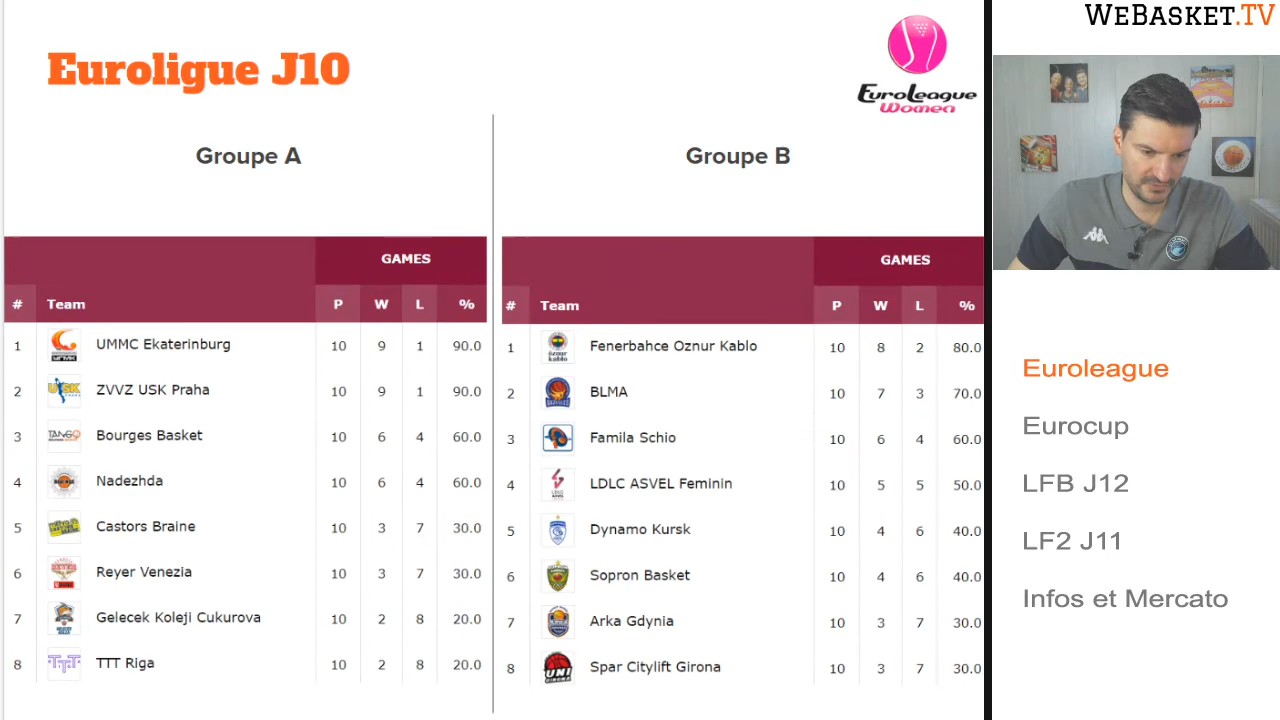 WEBASKET.TV
Euroligue J10
EUROLEAGUE
WOMEN
Groupe A
Groupe B
GAMES
# Team P W L %
1 UMMC Ekaterinburg 10 9 1 90.0
2 ZVVZ USK Praha 10 9 1 90.0
3 Bourges Basket 10 6 4 60.0
4 Nadezhda 10 6 4 60.0
5 Castors Braine 10 3 7 30.0
6 Reyer Venezia 10 3 7 30.0
7 Gelecek Koleji Cukurova 10 2 8 20.0
8 TTT Riga 10 2 8 20.0
GAMES
# Team P W L %
1 Fenerbahce Oznur Kablo 10 8 2 80.0
2 BLMA 10 7 3 70.0
3 Famila Schio 10 6 4 60.0
4 LDLC ASVEL Feminin 10 5 5 50.0
5 Dynamo Kursk 10 4 6 40.0
6 Sopron Basket 10 4 6 40.0
7 Arka Gdynia 10 3 7 30.0
8 Spar Citylift Girona 10 3 7 30.0
Euroleague
Eurocup
LFB J12
LF2 J11
Infos et Mercato